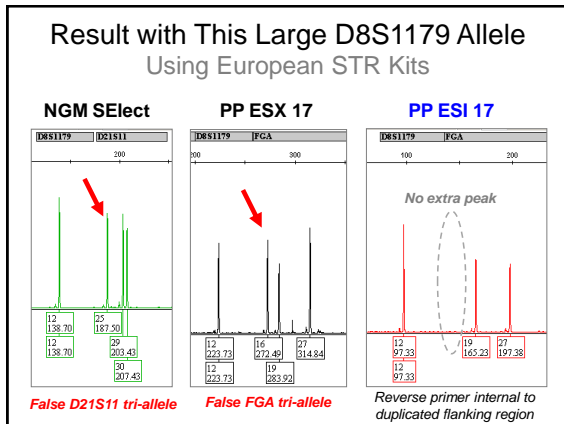 Result with This Large D8S1179 Allele
Using European STR Kits
NGM SElect
PP ESX 17
PP ESI 17
D8S1179 D21S11
200
12
138.70
12
138.70
25
187.50
29
203.43
30
207.43
False D21S11 tri-allele
D8S1179 FGA
200 300
12
223.73
12
223.73
16
272.49
19
283.92
27
314.84
False FGA tri-allele
D8S1179 FGA
100 200
No extra peak
12
97.33
12
97.33
19
165.23
27
197.38
Reverse primer internal to
duplicated flanking region